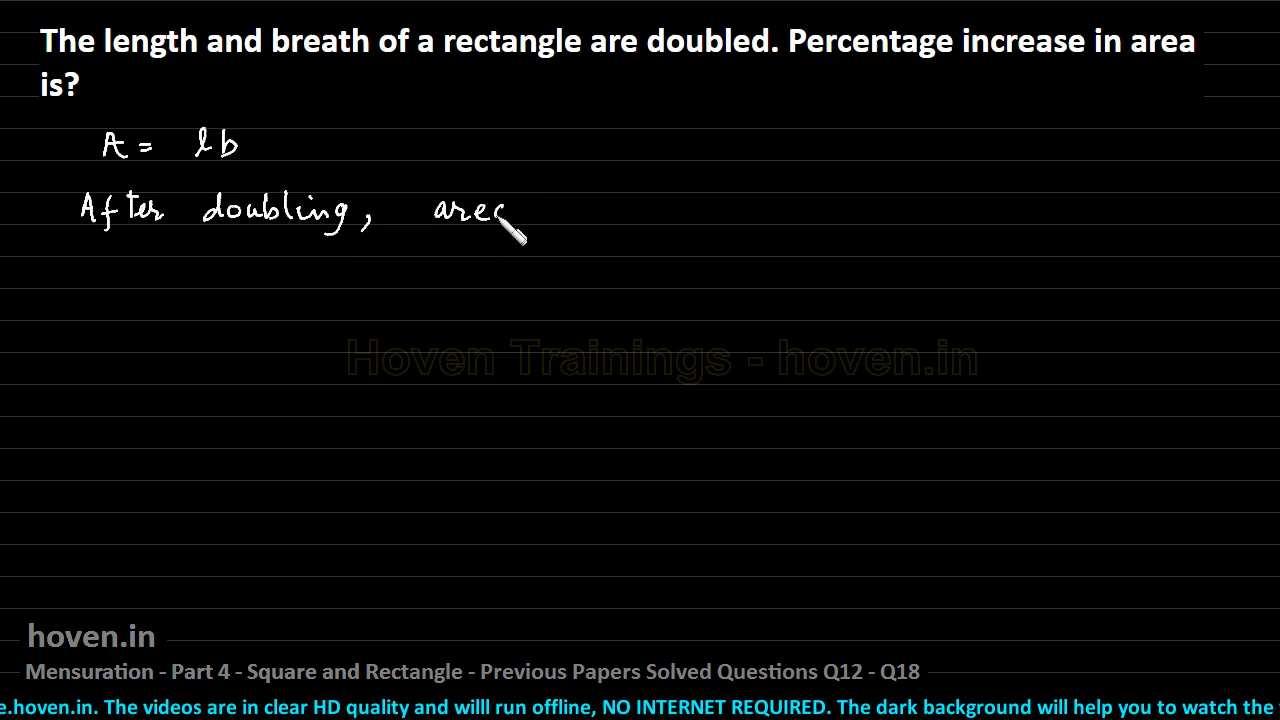 The length and breath of a rectangle are doubled. Percentage increase in area
is?
A = lb
After doubling, area
Hoven Trainings - hoven.in
hoven.in
Mensuration - Part 4 - Square and Rectangle - Previous Papers Solved Questions Q12 - Q18
e.hoven.in. The videos are in clear HD quality and willl run offline, NO INTERNET REQUIRED. The dark background will help you to watch the